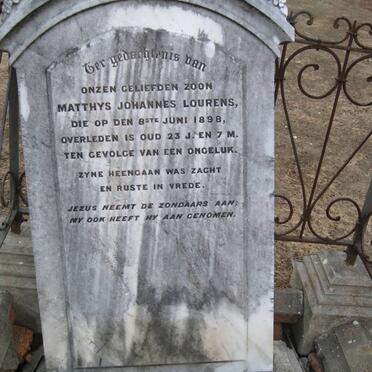 Ter gedachtenis van
ONZEN GELIEFDEN ZOON
MATTHYS JOHANNES LOURENS,
DIE OP DEN 8STE JUNI 1898,
OVERLEDEN IS OUD 23 J. EN 7 M.
TEN GEVOLGE VAN EEN ONGELUK.
ZYNE HEENGAAN WAS ZACHT
EN RUSTE IN VREDE.
JEZUS NEEMT DE ZONDAARS AAN;
MY OOK HEEFT HY AAN GENOMEN.